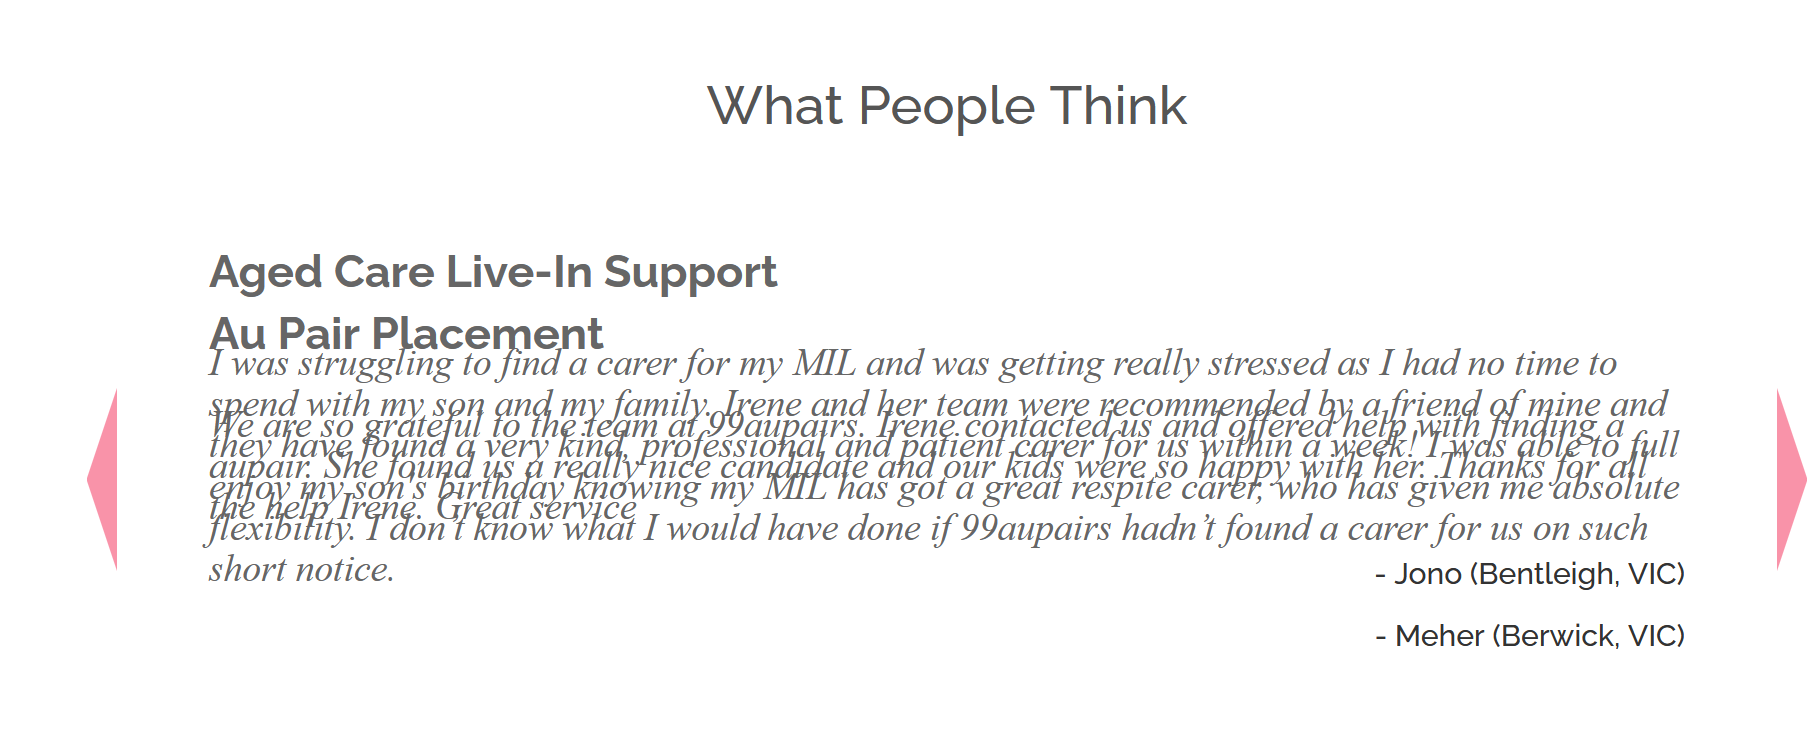 What People Think
Aged Care Live-In Support
Au Pair Placement
I was struggling to find a carer for my MIL and was getting really stressed as I had no time to
spend with my son and my family. Irene and her team were recommended by a friend of mine and
We are so grateful to the team at 99aupairs. Irene contacted us and offered help with finding a
they have found a very kind, professional and patient carer for us within a week! I was able to full
aupair. She found us a really nice candidate and our kids were so happy with her. Thanks for all
enjoy my son's birthday knowing my MIL has got a great respite carer, who has given me absolute
the help Irene. Great service
flexibility. I don't know what I would have done if 99aupairs hadn’t found a carer for us on such
short notice.
- Jono (Bentleigh, VIC)
- Meher (Berwick, VIC)